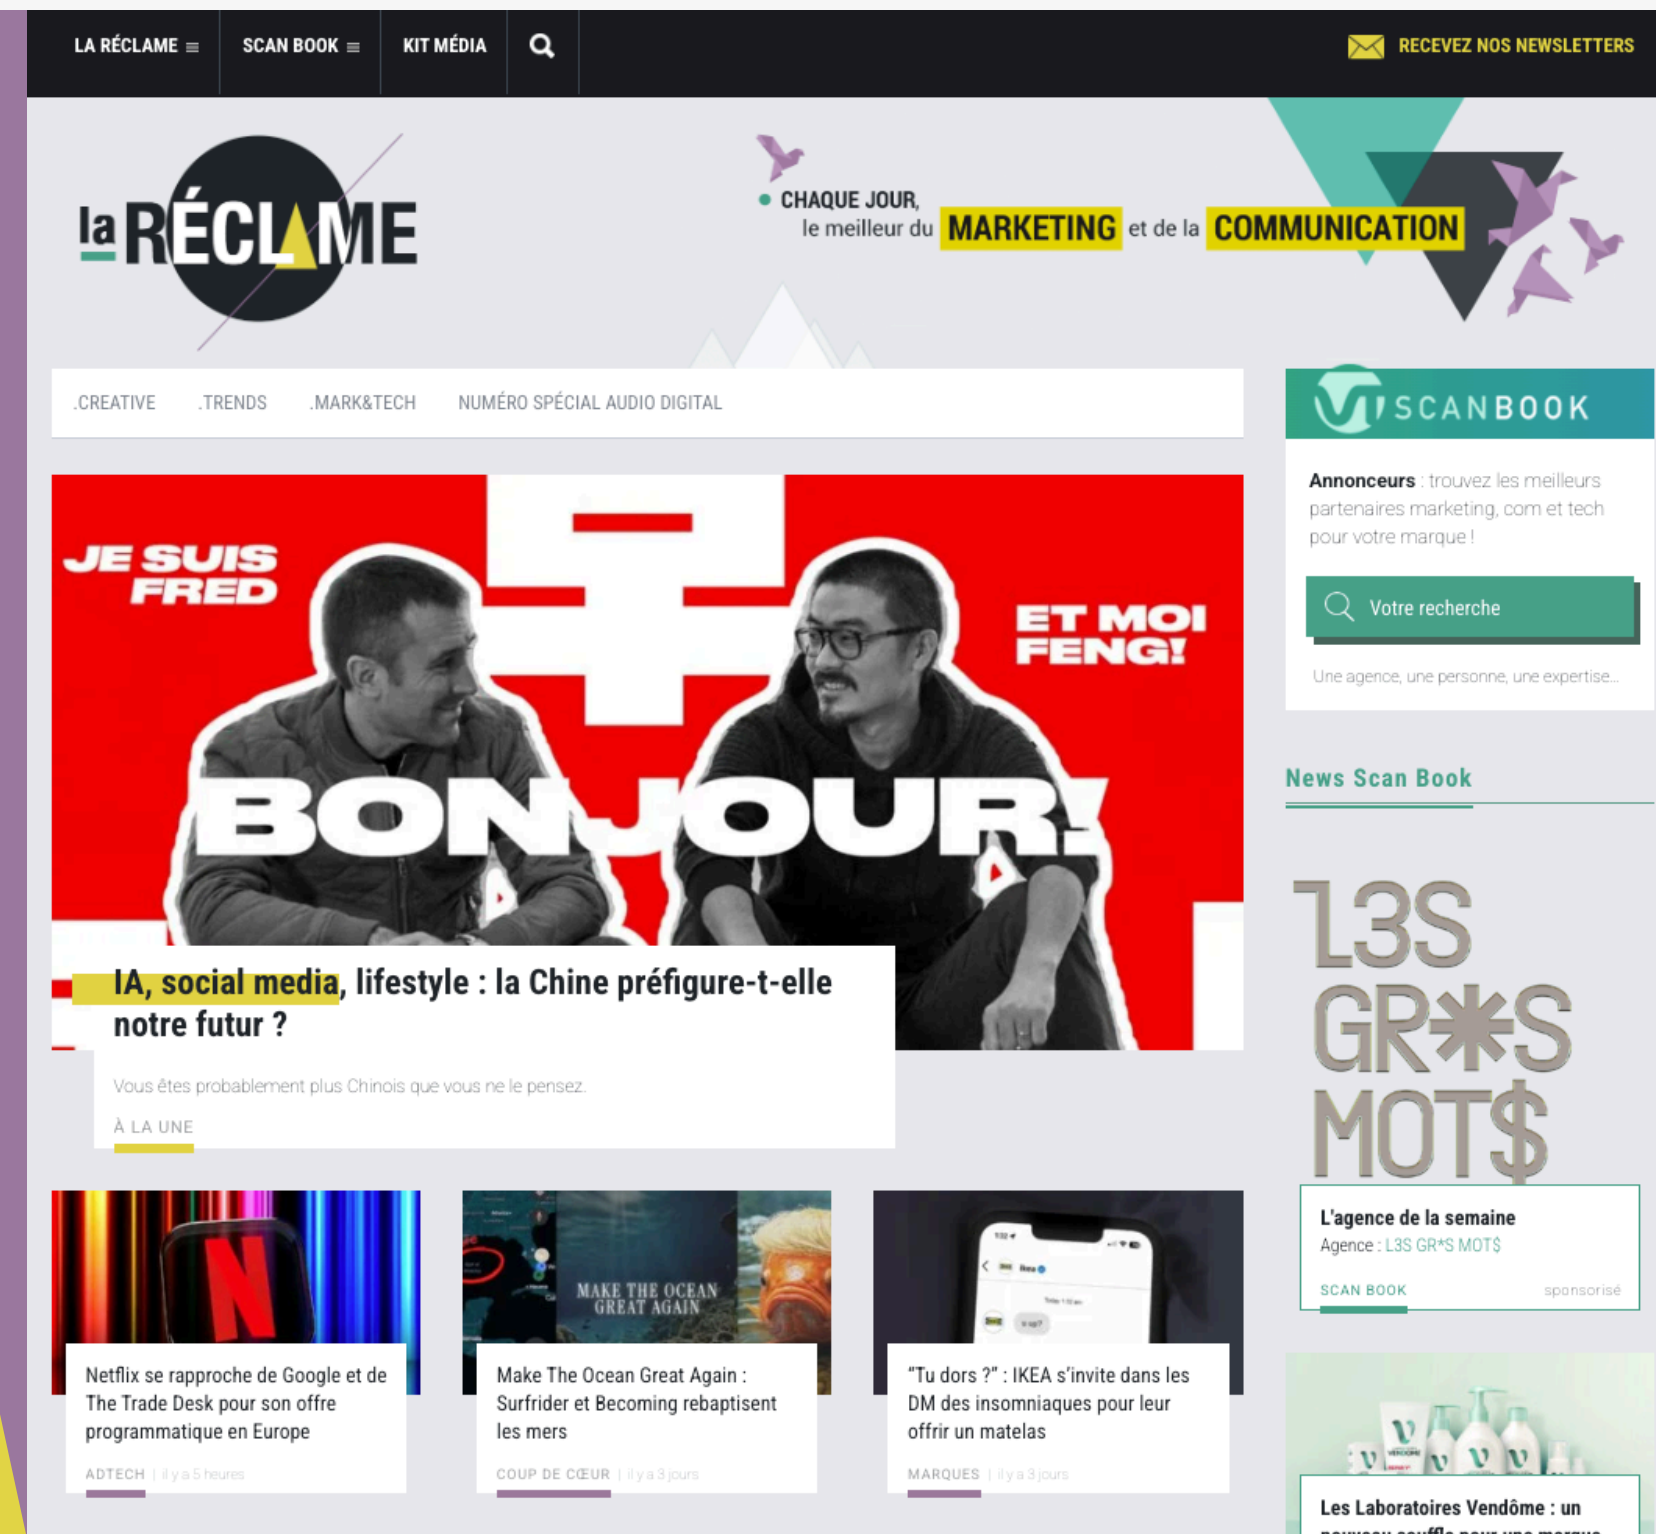 LA RÉCLAME
SCAN BOOK
KIT MÉDIA
RECEVEZ NOS NEWSLETTERS
la RÉCLAME
CHAQUE JOUR,
le meilleur du MARKETING et de la COMMUNICATION
.CREATIVE
.TRENDS
.MARK&TECH
NUMÉRO SPÉCIAL AUDIO DIGITAL
JE SUIS
FRED
ET MOI
FENG!
BONJOUR!
IA, social media, lifestyle : la Chine préfigure-t-elle
notre futur ?
Vous êtes probablement plus Chinois que vous ne le pensez.
À LA UNE
MAKE THE OCEAN
GREAT AGAIN
Netflix se rapproche de Google et de
The Trade Desk pour son offre
programmatique en Europe
ADTECH | il y a 5 heures
Make The Ocean Great Again :
Surfrider et Becoming rebaptisent
les mers
COUP DE CŒUR | il y a 3 jours
Ikea
u up?
"Tu dors ?" : IKEA s'invite dans les
DM des insomniaques pour leur
offrir un matelas
MARQUES | il y a 3 jours
SCANBOOK
Annonceurs : trouvez les meilleurs
partenaires marketing, com et tech
pour votre marque !
Votre recherche
Une agence, une personne, une expertise...
News Scan Book
L3S
GR*S
MOT$
L'agence de la semaine
Agence : L3S GR*S MOT$
SCAN BOOK
sponsorisé
VENDÔME
Les Laboratoires Vendôme : un
nouveau souffle pour une marque